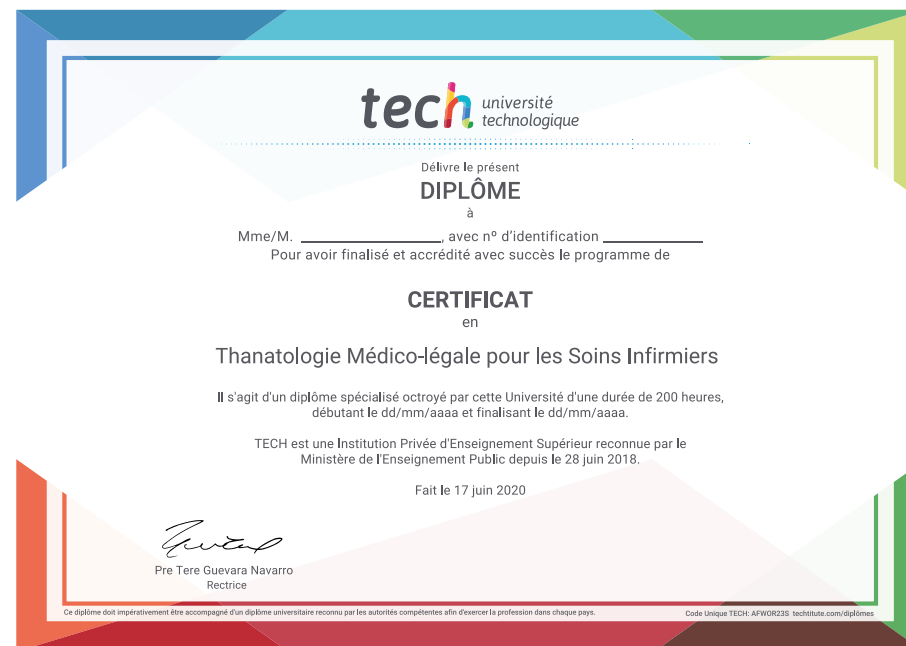 tech université
technologique
Délivre le présent
DIPLÔME
à
Mme/M. ____________________, avec nº d'identification ______________
Pour avoir finalisé et accrédité avec succès le programme de
CERTIFICAT
en
Thanatologie Médico-légale pour les Soins Infirmiers
Il s'agit d'un diplôme spécialisé octroyé par cette Université d'une durée de 200 heures,
débutant le dd/mm/aaaa et finalisant le dd/mm/aaaa.
TECH est une Institution Privée d'Enseignement Supérieur reconnue par le
Ministère de l'Enseignement Public depuis le 28 juin 2018.
Fait le 17 juin 2020
Pre Tere Guevara Navarro
Rectrice
Ce diplôme doit impérativement être accompagné d'un diplôme universitaire reconnu par les autorités compétentes afin d'exercer la profession dans chaque pays.
Code Unique TECH: AFWOR23S techtitute.com/diplômes